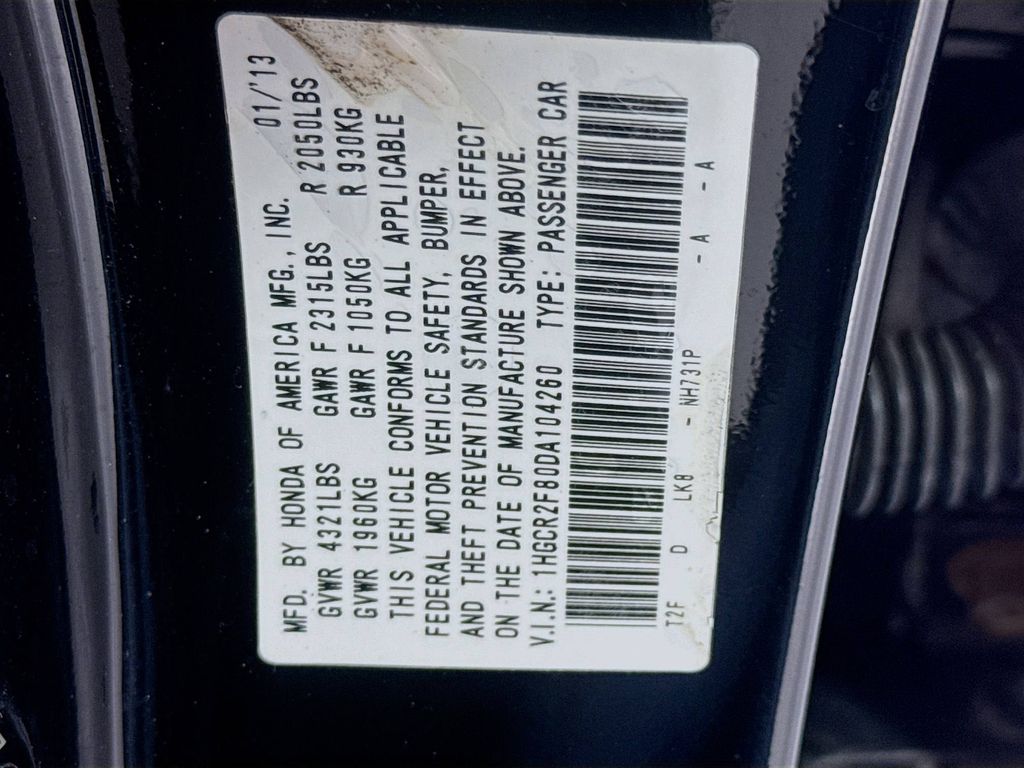 MFD. BY HONDA OF AMERICA MFG., INC. 01/'13
GVWR 4321LBS GAWR F 2315LBS R 2050LBS
GVWR 1960KG GAWR F 1050KG R 930KG
THIS VEHICLE CONFORMS TO ALL APPLICABLE
FEDERAL MOTOR VEHICLE SAFETY, BUMPER,
AND THEFT PREVENTION STANDARDS IN EFFECT
ON THE DATE OF MANUFACTURE SHOWN ABOVE.
V.I.N.: 1HGCR2F80DA104260 TYPE: PASSENGER CAR
T2F D LK8 - NH731P - A - A